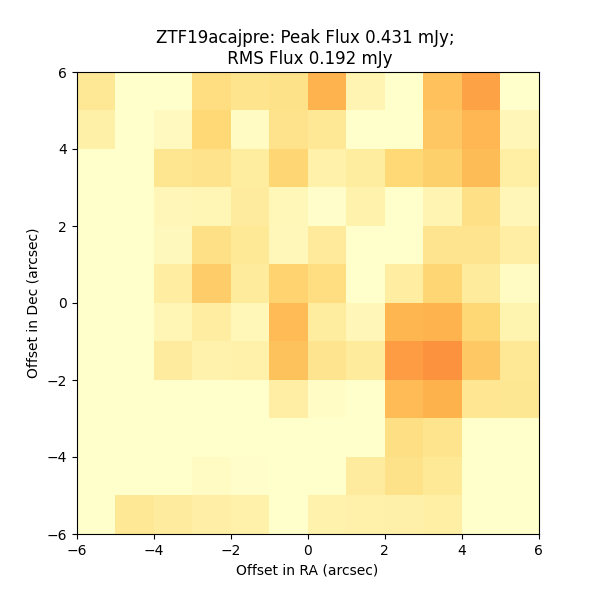 ZTF19acajpre: Peak Flux 0.431 mJy;
RMS Flux 0.192 mJy
6
4
2
0
−2
−4
−6
Offset in Dec (arcsec)
−6 −4 −2 0 2 4 6
Offset in RA (arcsec)